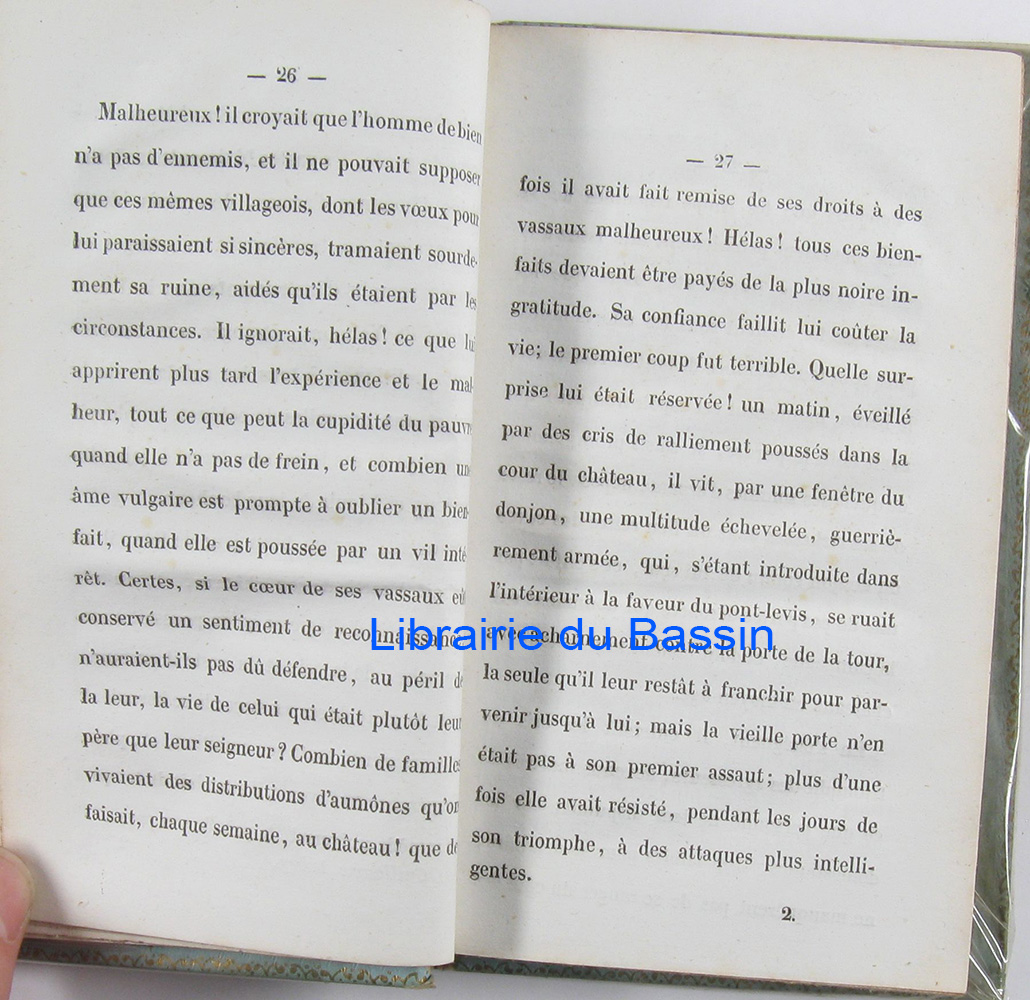 — 26 —
Malheureux ! il croyait que l'homme de bien
n'a pas d'ennemis, et il ne pouvait supposer
que ces mêmes villageois, dont les vœux pour
lui paraissaient si sincères, tramaient sourde-
ment sa ruine, aidés qu'ils étaient par les
circonstances. Il ignorait, hélas ! ce que lui
apprirent plus tard l'expérience et le mal-
heur, tout ce que peut la cupidité du pauvre
quand elle n'a pas de frein, et combien une
âme vulgaire est prompte à oublier un bien-
fait, quand elle est poussée par un vil inté-
rêt. Certes, si le cœur de ses vassaux eût
conservé un sentiment de reconnaissance,
n'auraient-ils pas dû défendre, au péril de
la leur, la vie de celui qui était plutôt leur
père que leur seigneur ? Combien de familles
vivaient des distributions d'aumônes qu'on
faisait, chaque semaine, au château ! que de
— 27 —
fois il avait fait remise de ses droits à des
vassaux malheureux ! Hélas ! tous ces bien-
faits devaient être payés de la plus noire in-
gratitude. Sa confiance faillit lui coûter la
vie; le premier coup fut terrible. Quelle sur-
prise lui était réservée ! un matin, éveillé
par des cris de ralliement poussés dans la
cour du château, il vit, par une fenêtre du
donjon, une multitude échevelée, guerriè-
rement armée, qui, s'étant introduite dans
l'intérieur à la faveur du pont-levis, se ruait
avec acharnement contre la porte de la tour,
la seule qu'il leur restât à franchir pour par-
venir jusqu'à lui; mais la vieille porte n'en
était pas à son premier assaut; plus d'une
fois elle avait résisté, pendant les jours de
son triomphe, à des attaques plus intelli-
gentes.
2.
Librairie du Bassin